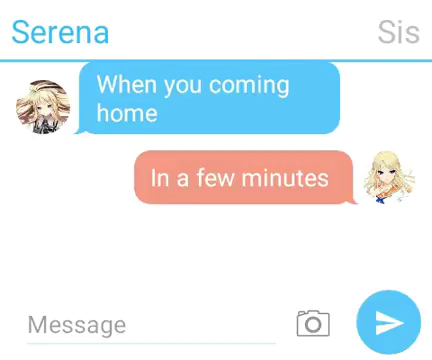 Serena Sis
When you coming
home
In a few minutes
Message